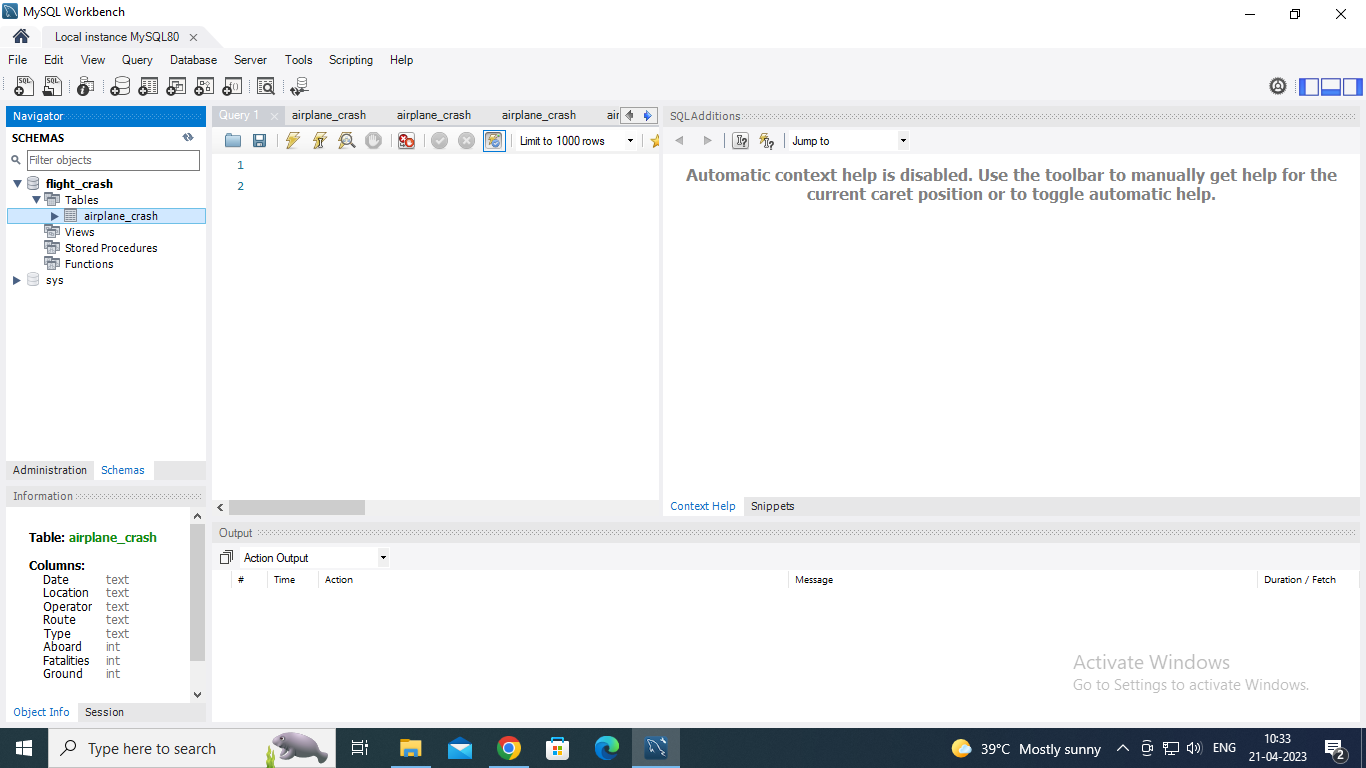 MySQL Workbench
Local instance MySQL80
File Edit View Query Database Server Tools Scripting Help
Navigator
SCHEMAS
Filter objects
flight_crash
Tables
airplane_crash
Views
Stored Procedures
Functions
sys
Administration Schemas
Information
Table: airplane_crash
Columns:
Date text
Location text
Operator text
Route text
Type text
Aboard int
Fatalities int
Ground int
Object Info Session
Query 1 airplane_crash airplane_crash airplane_crash air
Limit to 1000 rows
1
2
SQLAdditions
Jump to
Automatic context help is disabled. Use the toolbar to manually get help for the
current caret position or to toggle automatic help.
Context Help Snippets
Output
Action Output
# Time Action Message Duration / Fetch
Activate Windows
Go to Settings to activate Windows.
Type here to search
39°C Mostly sunny
ENG
10:33
21-04-2023
2